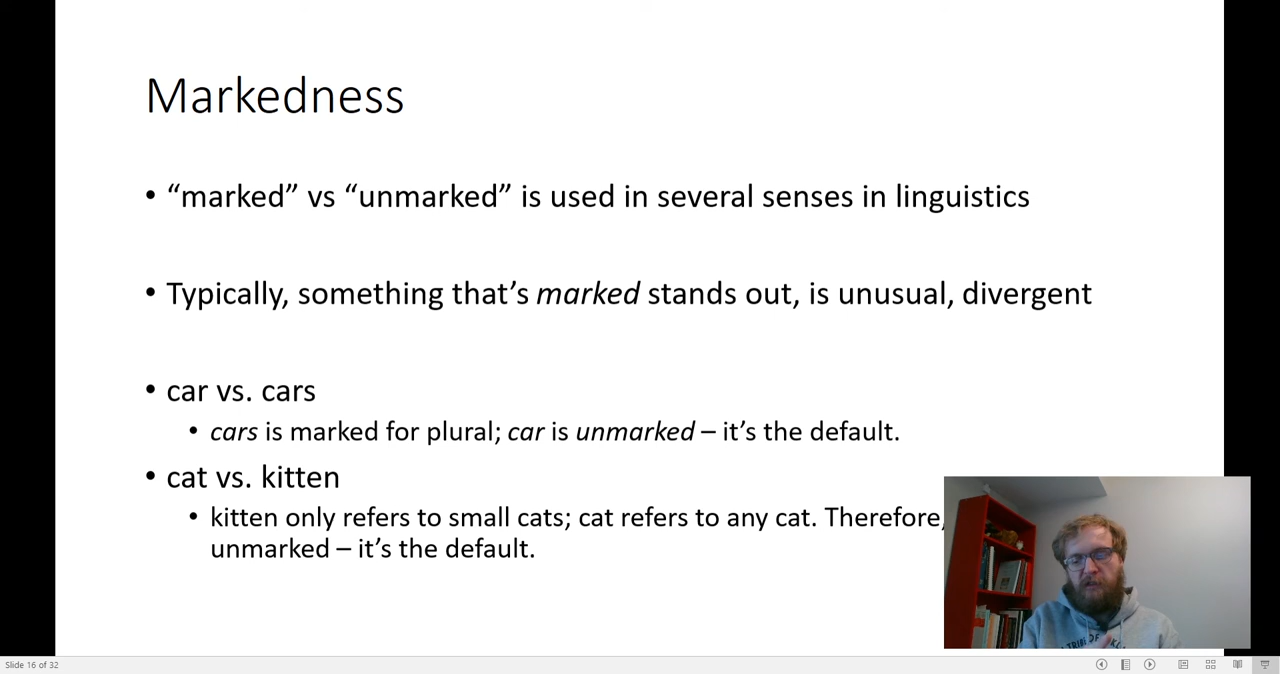 Markedness
• “marked” vs “unmarked” is used in several senses in linguistics
• Typically, something that’s marked stands out, is unusual, divergent
• car vs. cars
• cars is marked for plural; car is unmarked – it’s the default.
• cat vs. kitten
• kitten only refers to small cats; cat refers to any cat. Therefore,
unmarked – it’s the default.
Slide 16 of 32